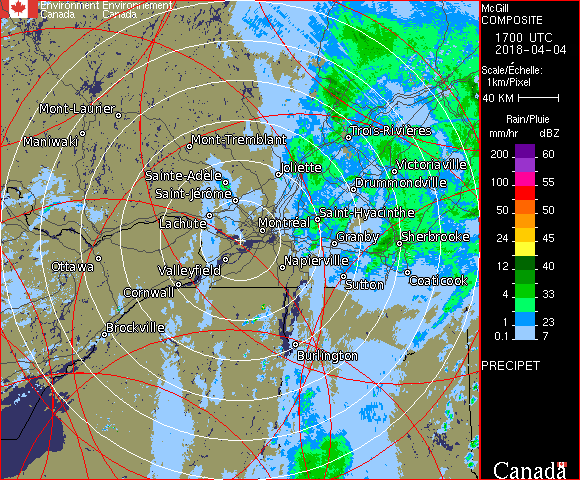 Environment Environnement
Canada Canada
McGill
COMPOSITE
1700 UTC
2018-04-04
Scale/Échelle:
1km/Pixel
40 KM
Rain/Pluie
mm/hr dBZ
200 60
100 55
50 50
24 45
12 40
4 33
1 23
0.1 7
PRECIPET
Canada
Mont-Laurier
Maniwaki
Mont-Tremblant
Trois-Rivières
Joliette
Victoriaville
Sainte-Adèle
Drummondville
Saint-Jérôme
Lachute
Saint-Hyacinthe
Montréal
Granby
Sherbrooke
Ottawa
Valleyfield
Napierville
Cornwall
Sutton
Coaticook
Brockville
Burlington